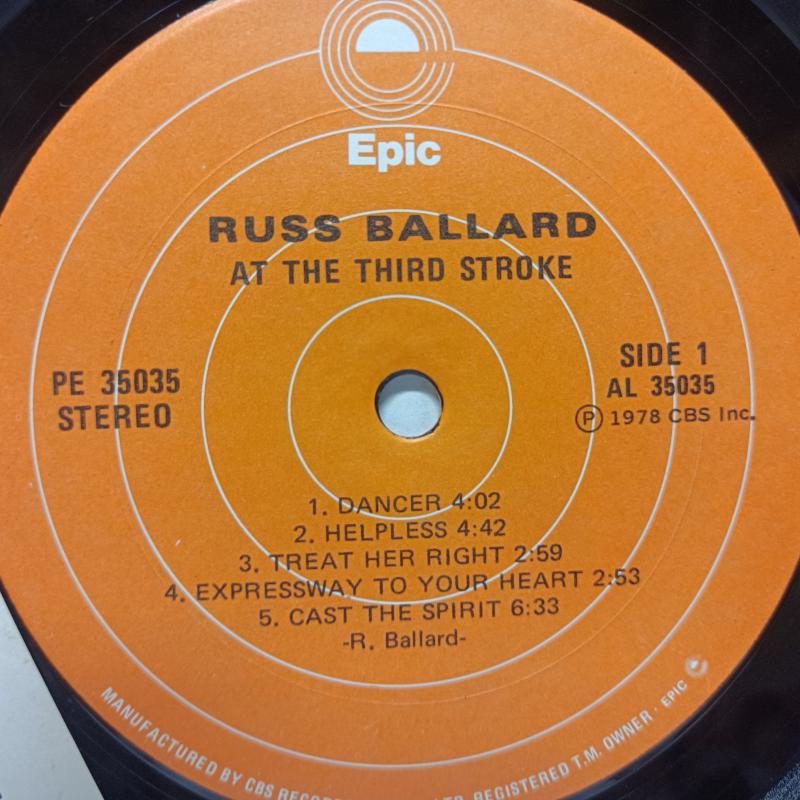 Epic
RUSS BALLARD
AT THE THIRD STROKE
PE 35035
STEREO
SIDE 1
AL 35035
Ⓟ 1978 CBS Inc.
1. DANCER 4:02
2. HELPLESS 4:42
3. TREAT HER RIGHT 2:59
4. EXPRESSWAY TO YOUR HEART 2:53
5. CAST THE SPIRIT 6:33
-R. Ballard-
MANUFACTURED BY CBS REGISTERED T.M. OWNER · EPIC